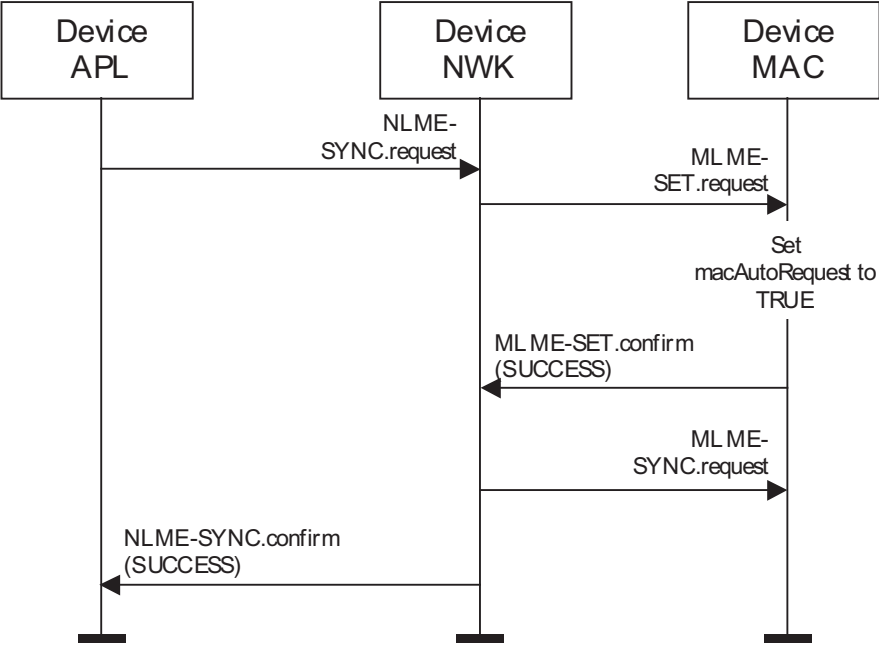 Device
APL
Device
NWK
Device
MAC
NLME-
SYNC.request
MLME-
SET.request
Set
macAutoRequest to
TRUE
MLME-SET.confirm
(SUCCESS)
MLME-
SYNC.request
NLME-SYNC.confirm
(SUCCESS)